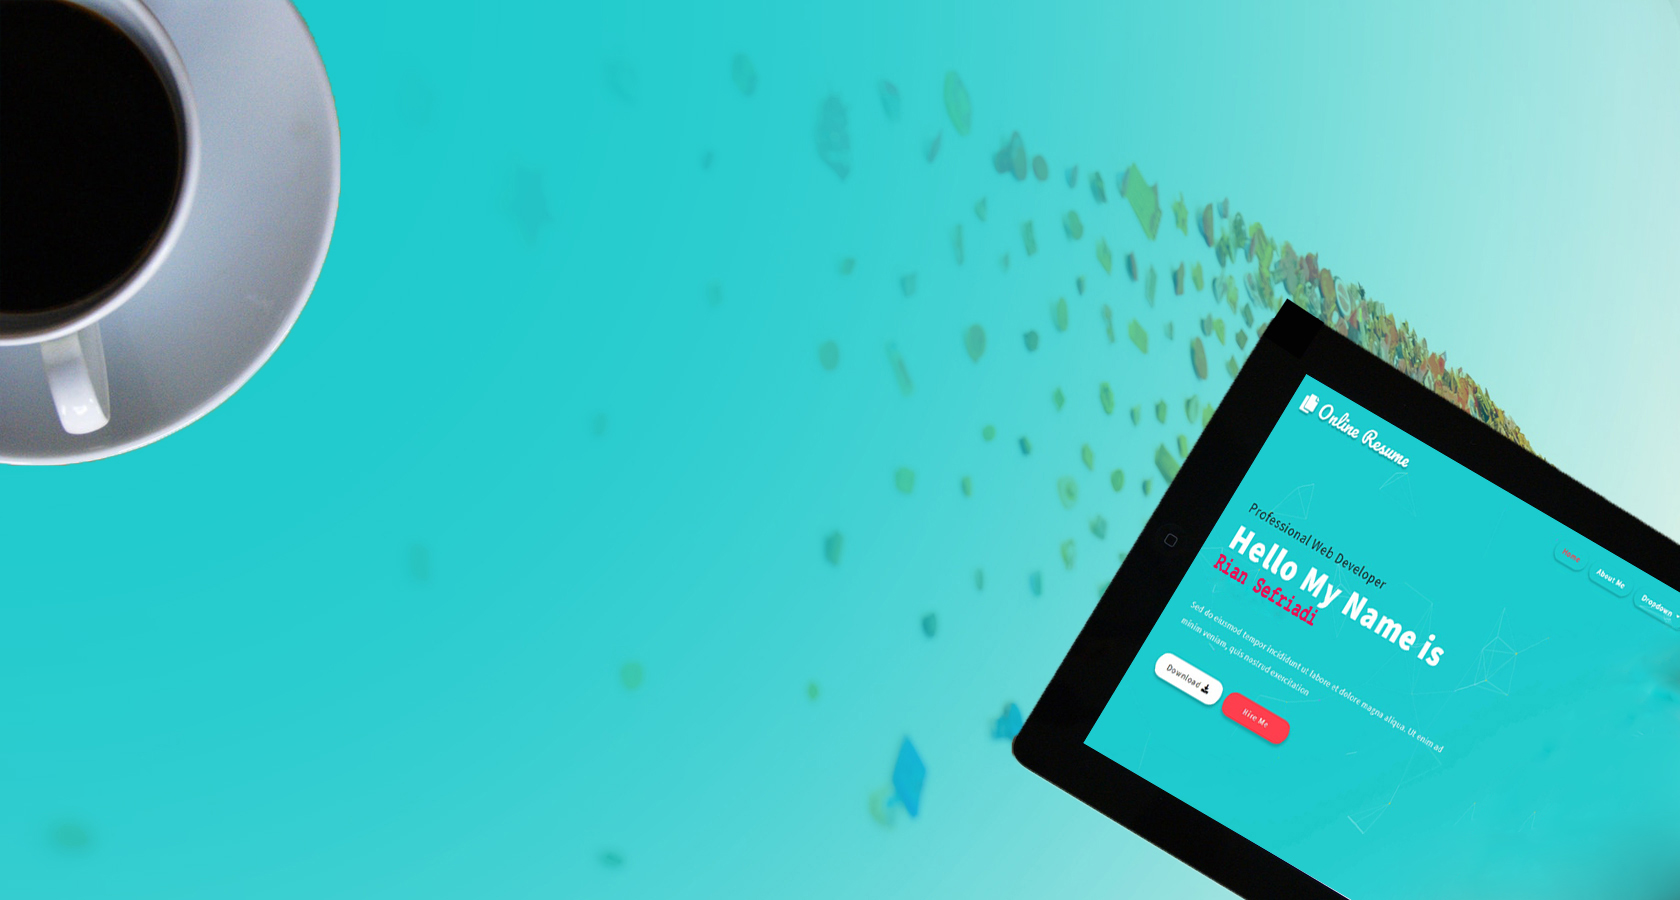 Online Resume
Home
About Me
Dropdown
Professional Web Developer
Hello My Name is
Rian Sefriadi
Sed do eiusmod tempor incididunt ut labore et dolore magna aliqua. Ut enim ad
minim veniam, quis nostrud exercitation
Download
Hire Me